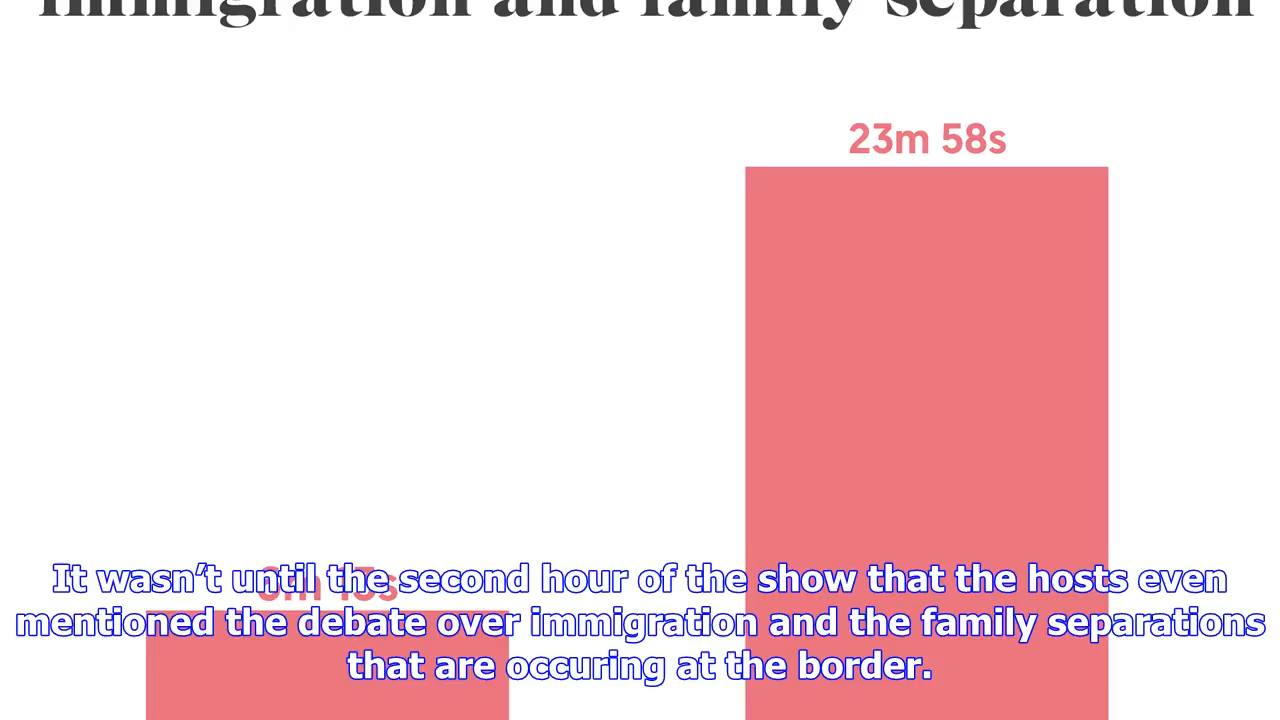 immigration and family separation
23m 58s
It wasn’t until the second hour of the show that the hosts even
mentioned the debate over immigration and the family separations
that are occuring at the border.